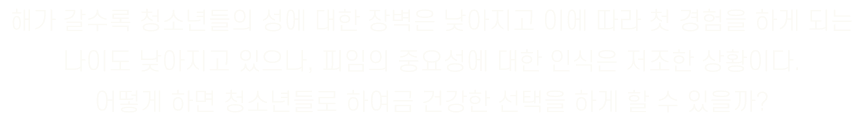 해가 갈수록 청소년들의 성에 대한 장벽은 낮아지고 이에 따라 첫 경험을 하게 되는
나이도 낮아지고 있으나, 피임의 중요성에 대한 인식은 저조한 상황이다
어떻게 하면 청소년들로 하여금 건강한 선택을 하게 할 수 있을까?